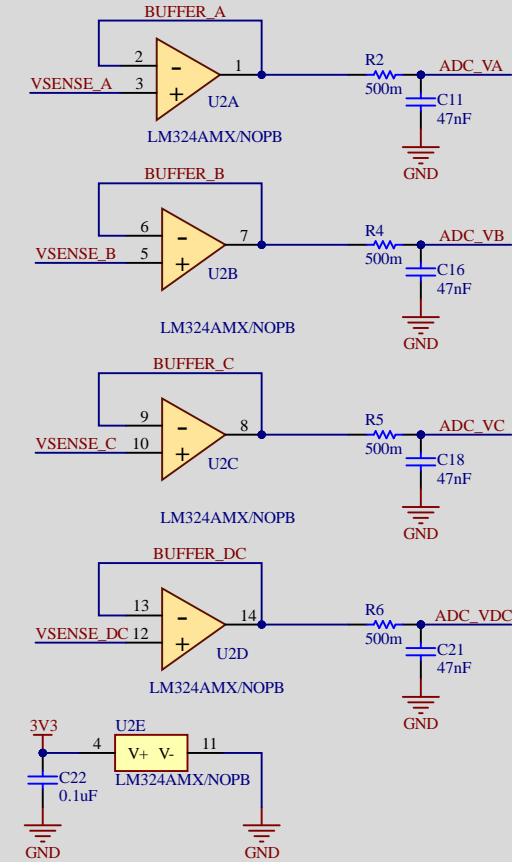 BUFFER_A
2
1
R2
ADC_VA
VSENSE_A
3
500m
C11
U2A
47nF
LM324AMX/NOPB
GND
BUFFER_B
6
7
R4
ADC_VB
VSENSE_B
5
500m
C16
U2B
47nF
LM324AMX/NOPB
GND
BUFFER_C
9
8
R5
ADC_VC
VSENSE_C
10
500m
C18
U2C
47nF
LM324AMX/NOPB
GND
BUFFER_DC
13
14
R6
ADC_VDC
VSENSE_DC
12
500m
C21
U2D
47nF
LM324AMX/NOPB
GND
3V3
U2E
4
V+ V-
11
C22
LM324AMX/NOPB
0.1uF
GND
GND